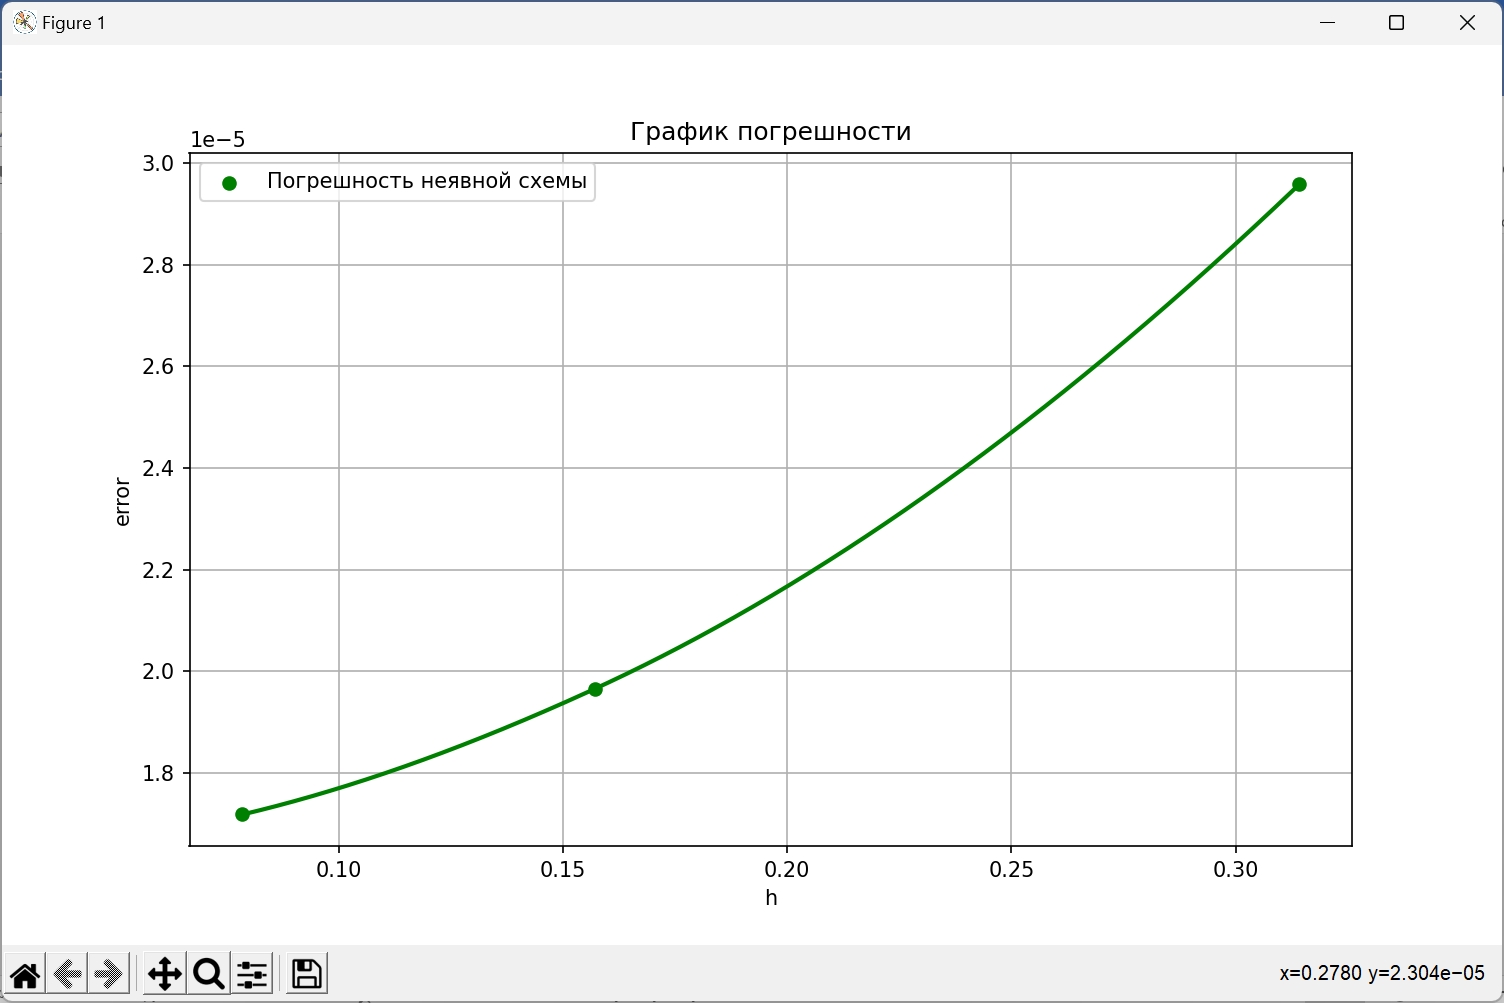 Figure 1
График погрешности
1e−5
Погрешность неявной схемы
3.0
2.8
2.6
2.4
2.2
2.0
1.8
error
0.10 0.15 0.20 0.25 0.30
h
x=0.2780 y=2.304e−05